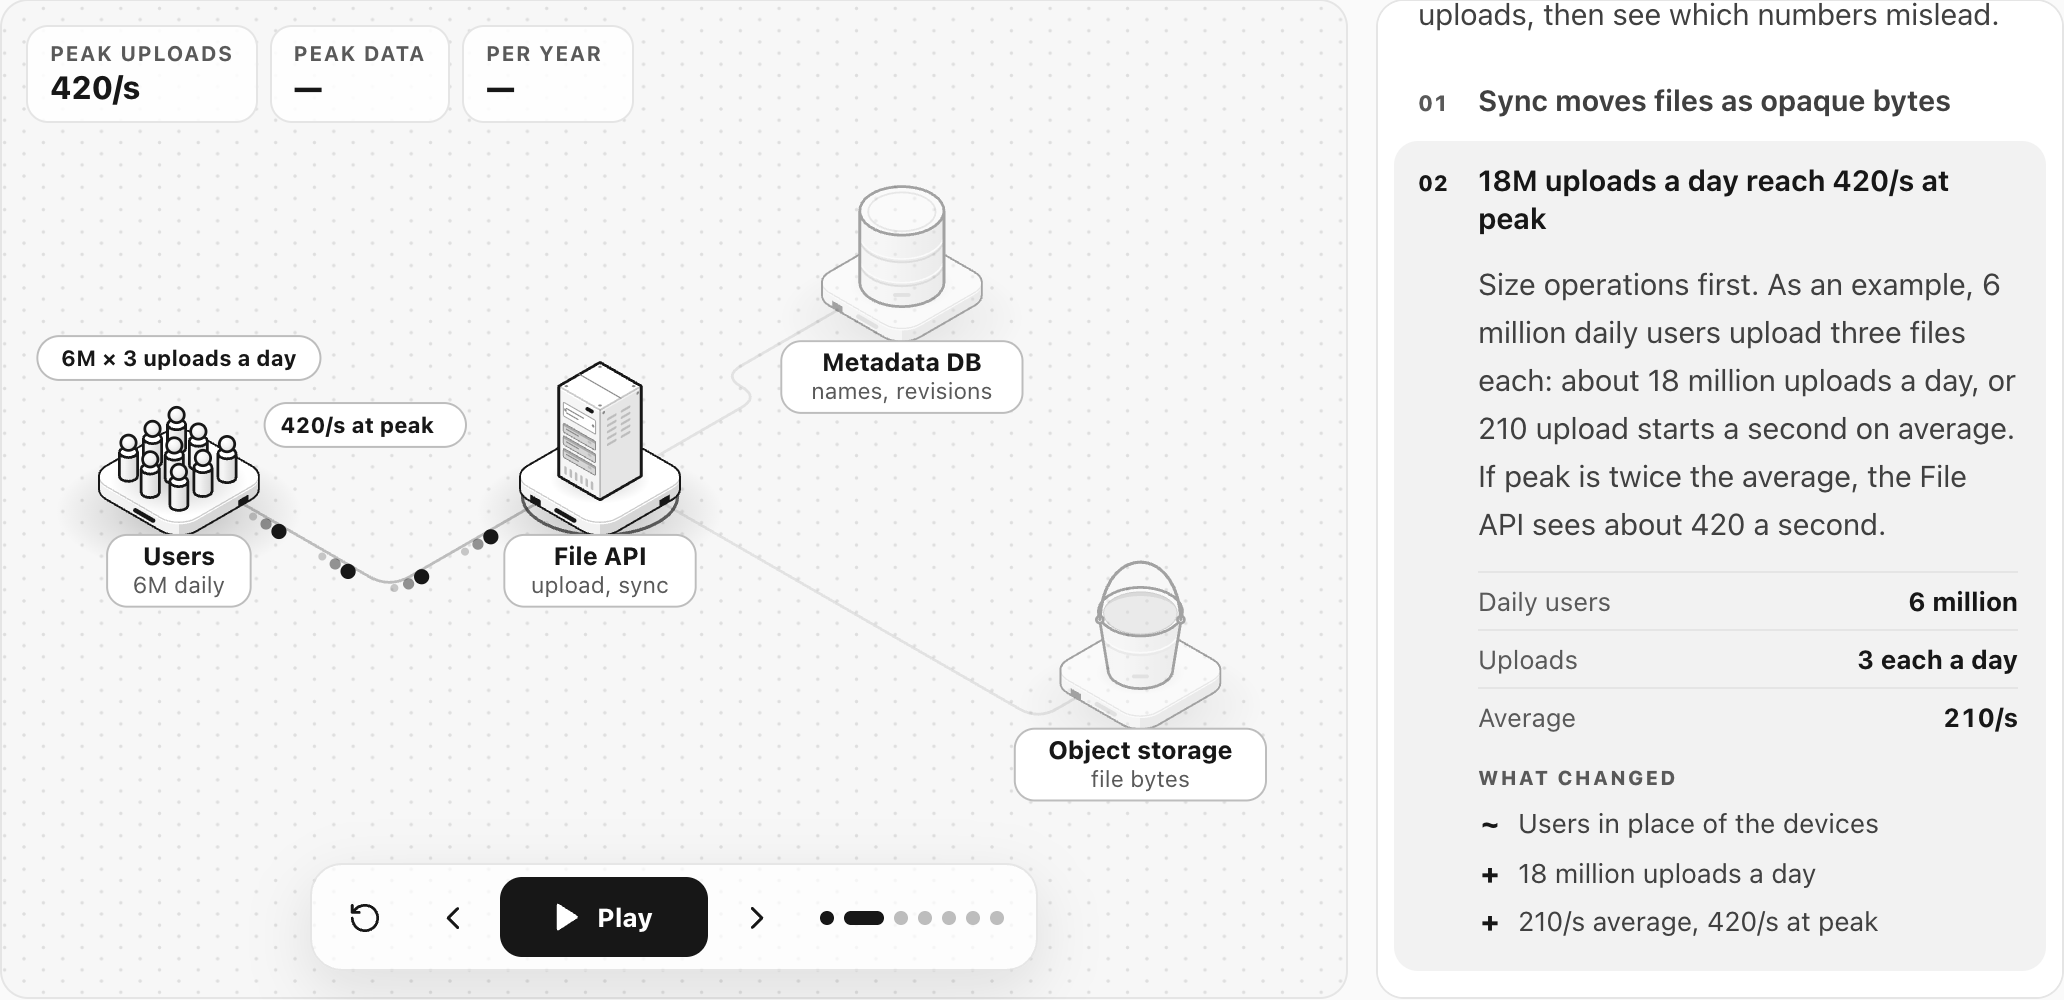 PEAK UPLOADS
420/s
PEAK DATA
—
PER YEAR
—
6M × 3 uploads a day
420/s at peak
Users
6M daily
File API
upload, sync
Metadata DB
names, revisions
Object storage
file bytes
Play
uploads, then see which numbers mislead.
01 Sync moves files as opaque bytes
02 18M uploads a day reach 420/s at
peak
Size operations first. As an example, 6
million daily users upload three files
each: about 18 million uploads a day, or
210 upload starts a second on average.
If peak is twice the average, the File
API sees about 420 a second.
Daily users 6 million
Uploads 3 each a day
Average 210/s
WHAT CHANGED
~ Users in place of the devices
+ 18 million uploads a day
+ 210/s average, 420/s at peak